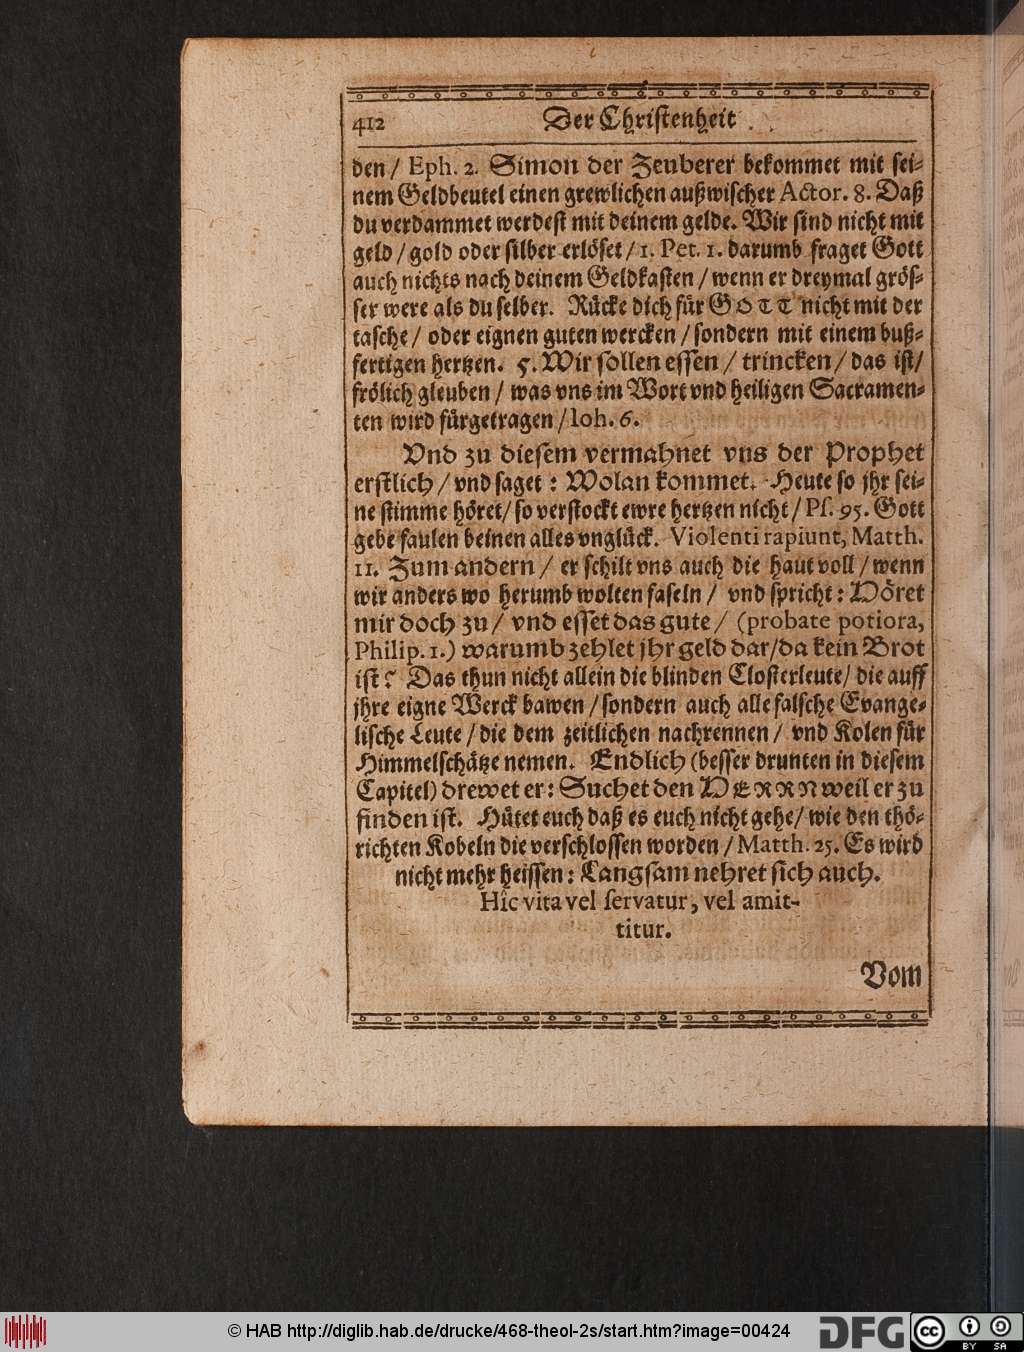 412 Der Christenheit
den / Eph. 2. Simon der Zeuberer bekommet mit sei-
nem Geldbeutel einen grewlichen außwischer Actor. 8. Daß
du verdammet werdest mit deinem gelde. Wir sind nicht mit
geld / gold oder silber erlöset / 1. Pet. 1. darumb fraget Gott
auch nichts nach deinem Geldkasten / wenn er dreymal grös-
ser were als du selber. Rücke dich für GOTT nicht mit der
tasche / oder eignen guten wercken / sondern mit einem buß-
fertigen hertzen. 5. Wir sollen essen / trincken / das ist /
frölich gleuben / was vns im Wort vnd heiligen Sacramen-
ten wird fürgetragen / Ioh. 6.
Vnd zu diesem vermahnet vns der Prophet
erstlich / vnd saget : Wolan kommet. Heute so jhr sei-
ne stimme höret / so verstockt ewre hertzen nicht / Ps. 95. Gott
gebe faulen beinen alles vnglück. Violenti rapiunt, Matth.
11. Zum andern / er schilt vns auch die haut voll / wenn
wir anders wo herumb wolten faseln / vnd spricht : Höret
mir doch zu / vnd esset das gute / (probate potiora,
Philip. 1.) warumb zehlet jhr geld dar / da kein Brot
ist ? Das thun nicht allein die blinden Closterleute / die auff
jhre eigne Werck bawen / sondern auch alle falsche Evange-
lische Leute / die dem zeitlichen nachrennen / vnd Kolen für
Himmelschätze nemen. Endlich (besser drunten in diesem
Capitel) drewet er : Suchet den HERRN weil er zu
finden ist. Hütet euch daß es euch nicht gehe / wie den thö-
richten Kobeln die verschlossen worden / Matth. 25. Es wird
nicht mehr heissen : Langsam nehret sich auch.
Hîc vita vel servatur, vel amit-
titur.
Vom
© HAB http://diglib.hab.de/drucke/468-theol-2s/start.htm?image=00424
DFG
cc BY SA